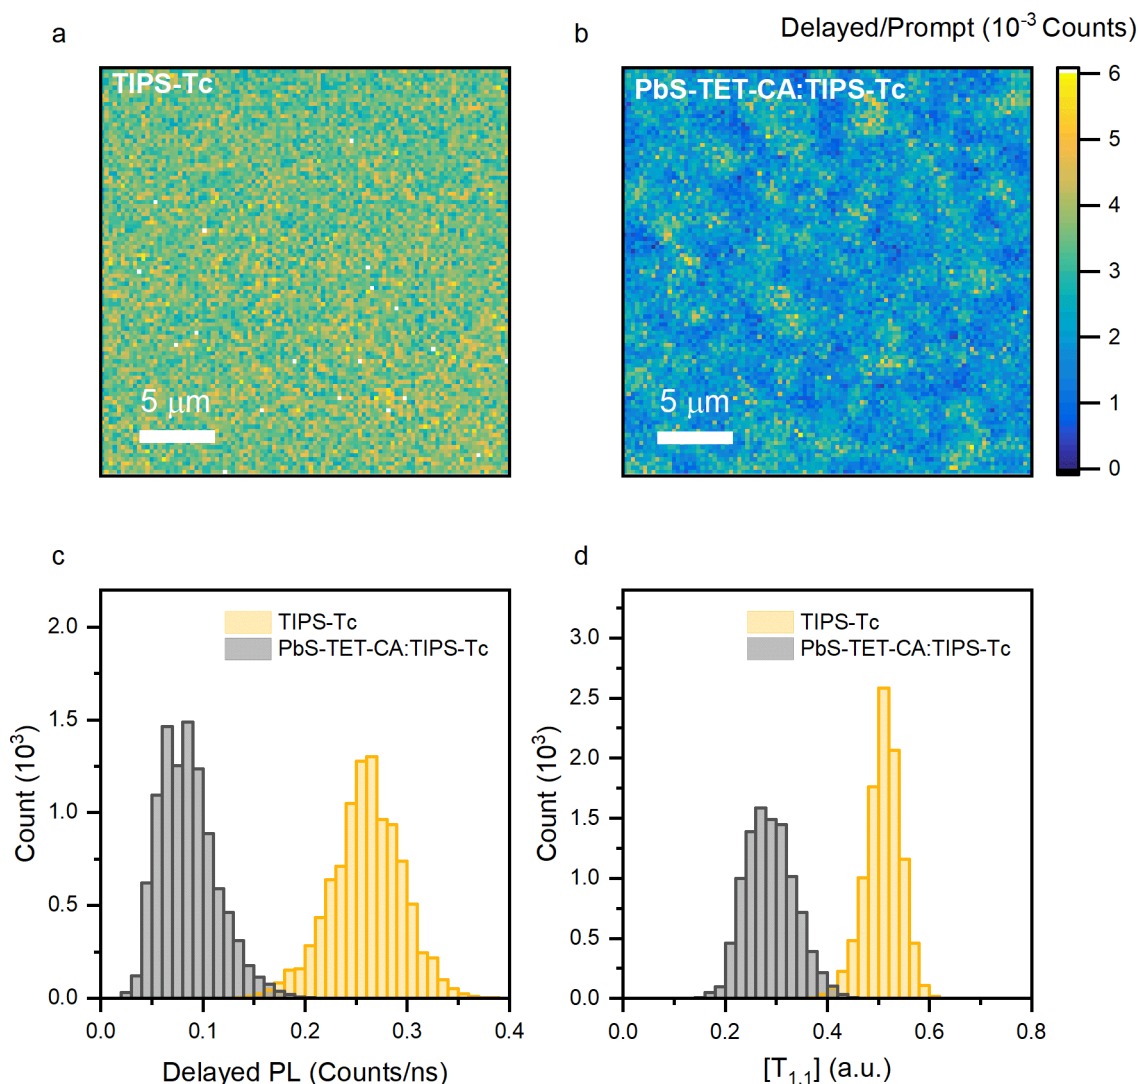 a
b
Delayed/Prompt (10⁻³ Counts)
TIPS-Tc
PbS-TET-CA:TIPS-Tc
5 μm
5 μm
6
5
4
3
2
1
0
c
d
TIPS-Tc
PbS-TET-CA:TIPS-Tc
2.0
1.5
1.0
0.5
0.0
Count (10³)
0.0 0.1 0.2 0.3 0.4
Delayed PL (Counts/ns)
TIPS-Tc
PbS-TET-CA:TIPS-Tc
3.0
2.5
2.0
1.5
1.0
0.5
0.0
Count (10³)
0.0 0.2 0.4 0.6 0.8
[T₁,₁] (a.u.)